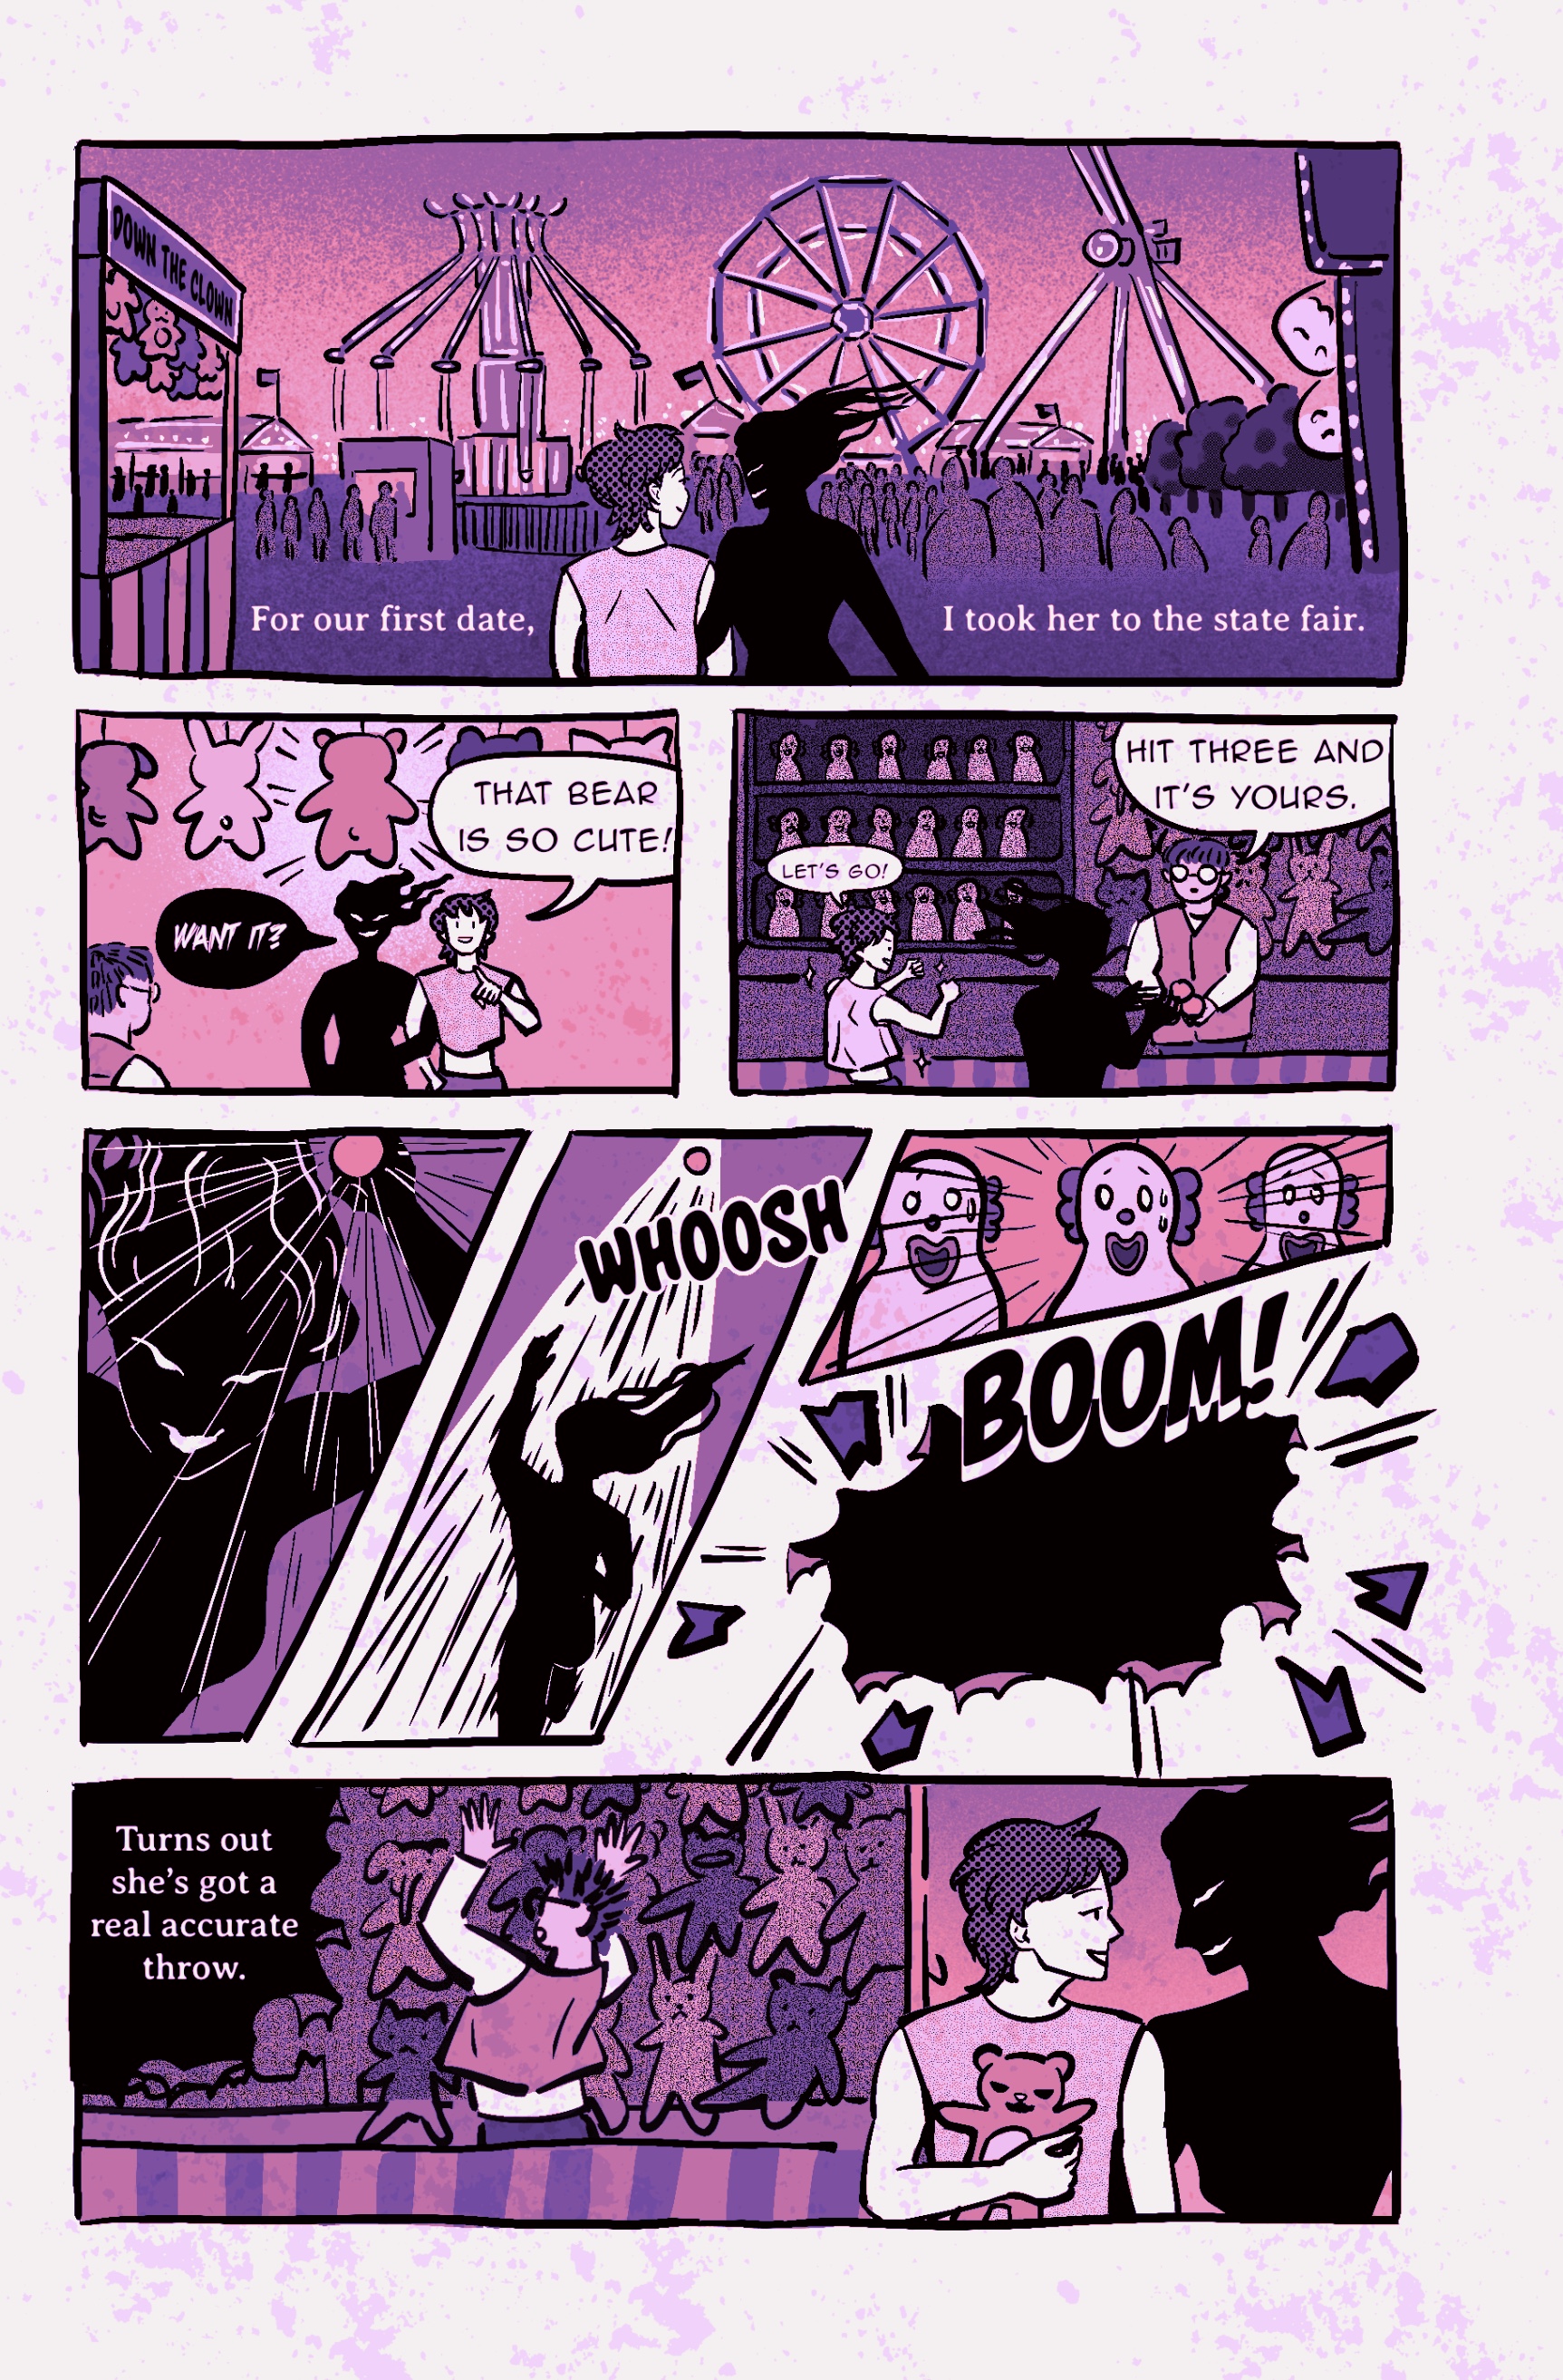 DOWN THE CLOWN
For our first date,
I took her to the state fair.
THAT BEAR
IS SO CUTE!
WANT IT?
HIT THREE AND
IT'S YOURS.
LET'S GO!
WHOOSH
BOOM!
Turns out
she's got a
real accurate
throw.